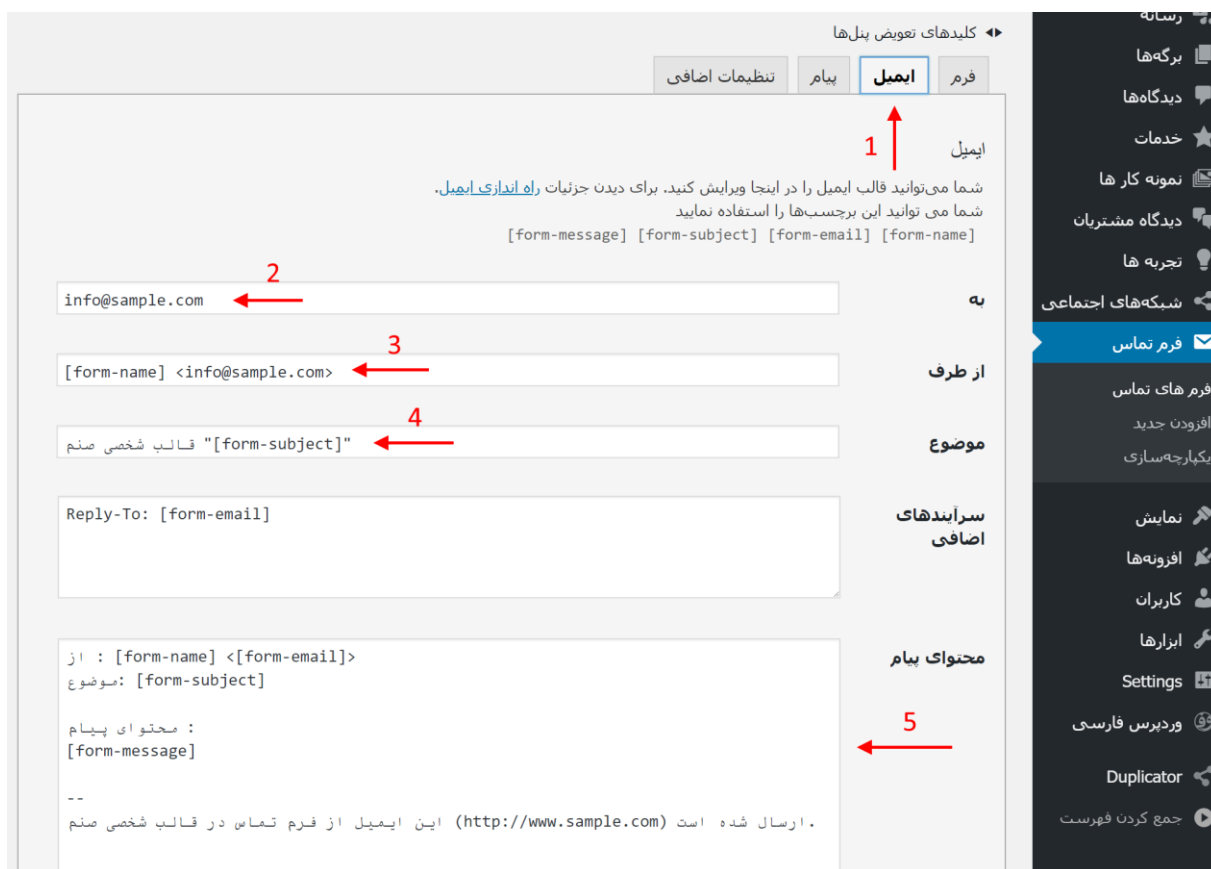 کلیدهای تعویض پنل‌ها
فرم
ایمیل
پیام
تنظیمات اضافی
1
ایمیل
شما می‌توانید قالب ایمیل را در اینجا ویرایش کنید. برای دیدن جزئیات راه اندازی ایمیل.
شما می توانید این برچسب‌ها را استفاده نمایید
[form-name] [form-email] [form-subject] [form-message]
2
به
info@sample.com
3
از طرف
[form-name] <info@sample.com>
4
موضوع
قالب شخصی صنم "[form-subject]"
سرآیندهای
اضافی
Reply-To: [form-email]
محتوای پیام
از : [form-name] <[form-email]>
موضوع: [form-subject]
محتوای پیام :
[form-message]
5
--
این ایمیل از فرم تماس در قالب شخصی صنم (http://www.sample.com) ارسال شده است.
رسانه
برگه‌ها
دیدگاه‌ها
خدمات
نمونه کار ها
دیدگاه مشتریان
تجربه ها
شبکه‌های اجتماعی
فرم تماس
فرم های تماس
افزودن جدید
یکپارچه‌سازی
نمایش
افزونه‌ها
کاربران
ابزارها
Settings
وردپرس فارسی
Duplicator
جمع کردن فهرست